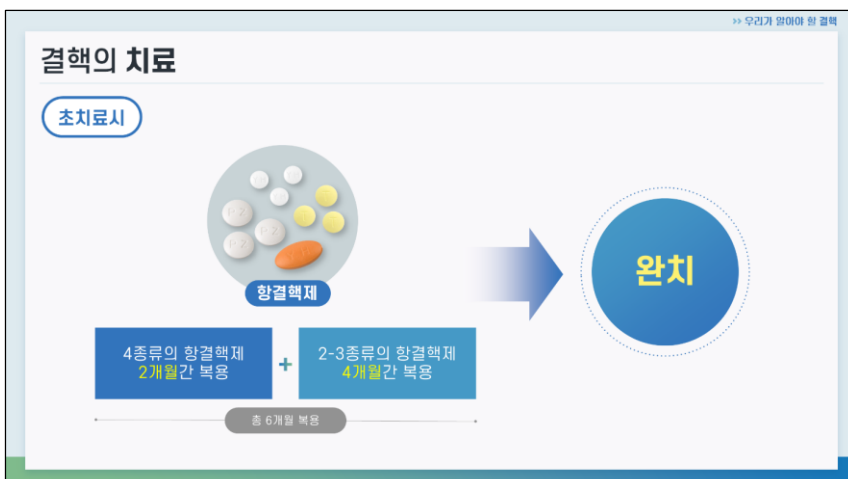 >> 우리가 알아야 할 결핵
결핵의 치료
초치료시
항결핵제
완치
4종류의 항결핵제
2개월간 복용
+
2-3종류의 항결핵제
4개월간 복용
총 6개월 복용